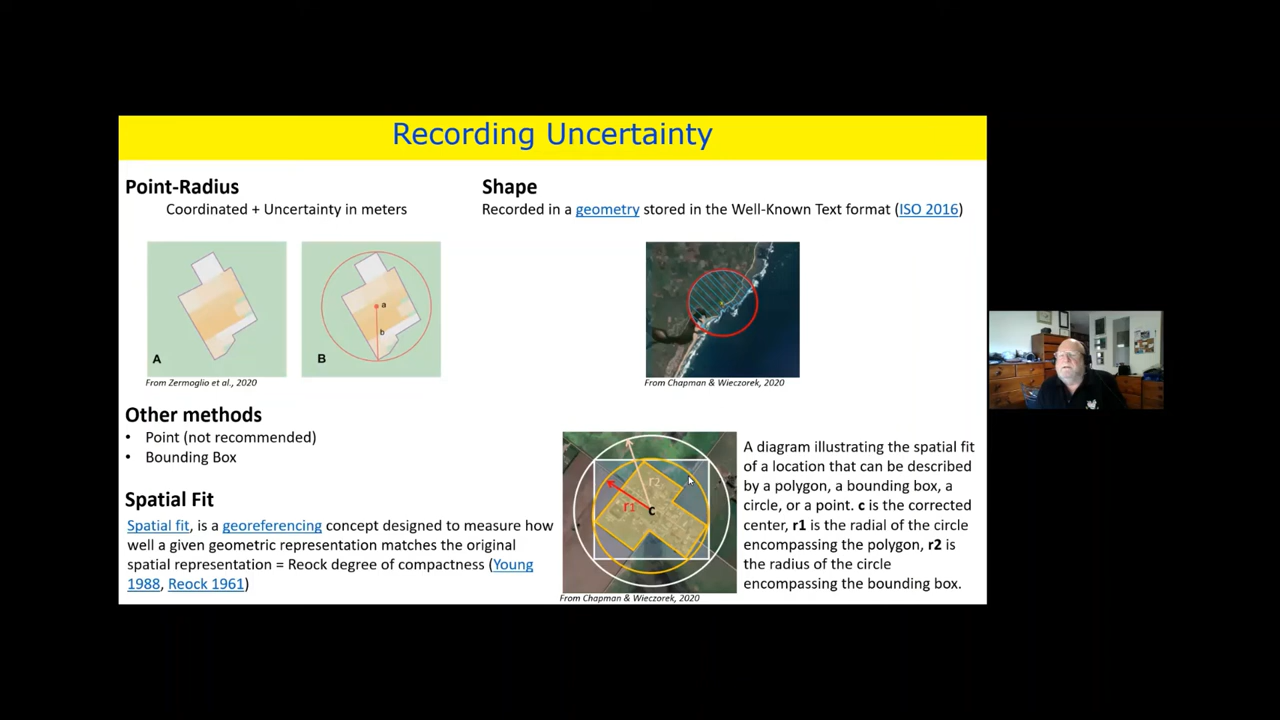 Recording Uncertainty
Point-Radius
Coordinated + Uncertainty in meters
A
a
b
B
From Zermoglio et al., 2020
Shape
Recorded in a geometry stored in the Well-Known Text format (ISO 2016)
From Chapman & Wieczorek, 2020
Other methods
• Point (not recommended)
• Bounding Box
Spatial Fit
Spatial fit, is a georeferencing concept designed to measure how
well a given geometric representation matches the original
spatial representation = Reock degree of compactness (Young
1988, Reock 1961)
r2
r1
c
From Chapman & Wieczorek, 2020
A diagram illustrating the spatial fit
of a location that can be described
by a polygon, a bounding box, a
circle, or a point. c is the corrected
center, r1 is the radial of the circle
encompassing the polygon, r2 is
the radius of the circle
encompassing the bounding box.